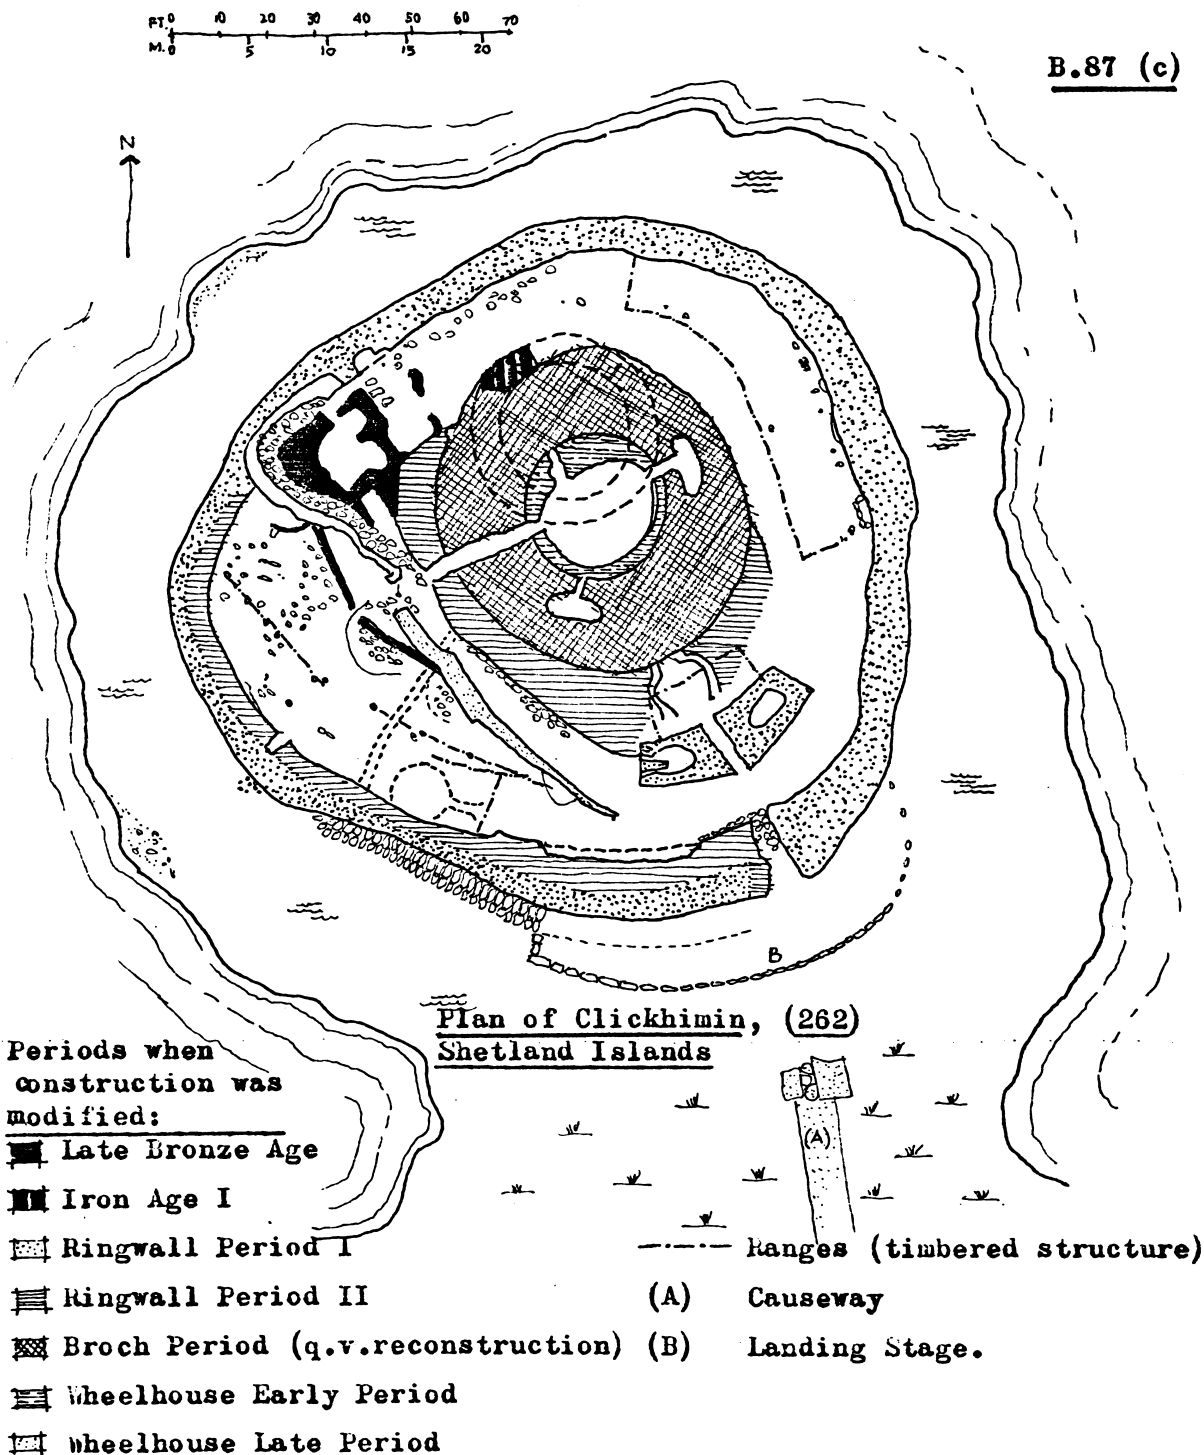 FT. 0 10 20 30 40 50 60 70
M. 0 5 10 15 20
B.87 (c)
N
B
Plan of Clickhimin, (262)
Shetland Islands
Periods when
construction was
modified:
Late Bronze Age
Iron Age I
Ringwall Period I
Ringwall Period II
Broch Period (q.v.reconstruction)
Wheelhouse Early Period
Wheelhouse Late Period
(A)
Ranges (timbered structure)
(A) Causeway
(B) Landing Stage.